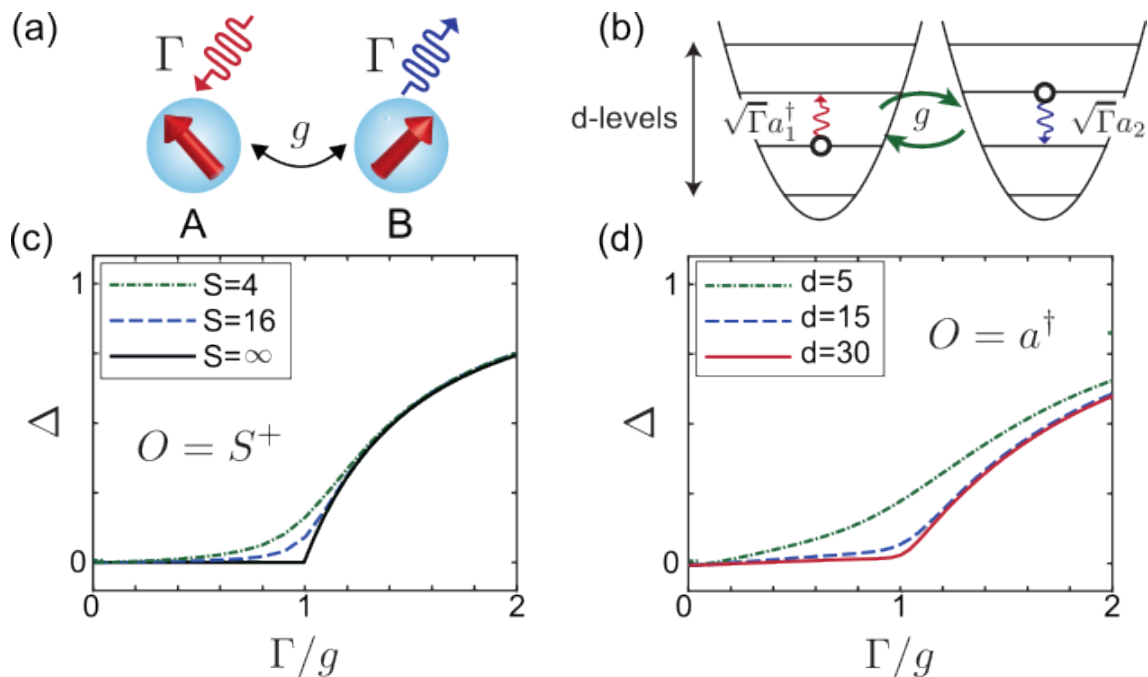 (a)
Γ
Γ
g
A
B
(b)
d-levels
√Γa₁†
g
√Γa₂
(c)
1
S=4
S=16
S=∞
Δ
O = S⁺
0
0
1
2
Γ/g
(d)
1
d=5
d=15
d=30
O = a†
Δ
0
0
1
2
Γ/g